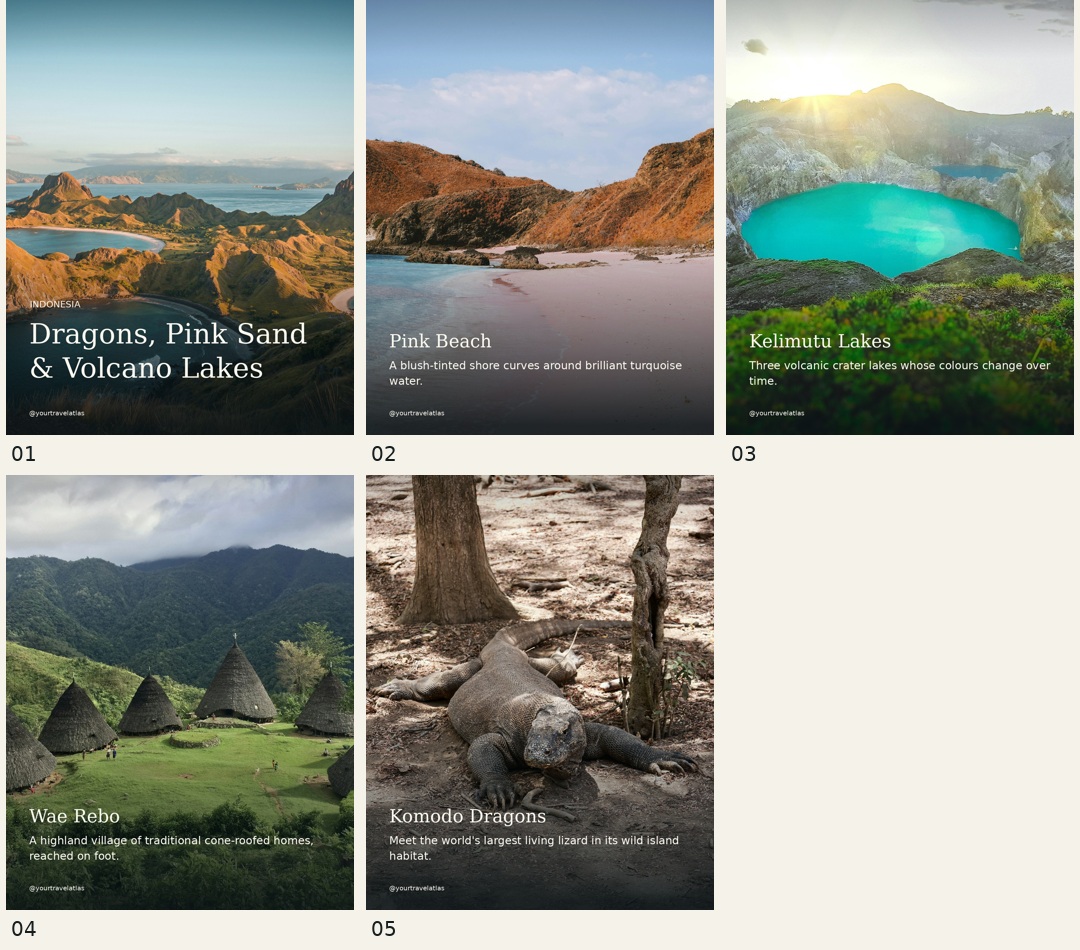 INDONESIA
Dragons, Pink Sand
& Volcano Lakes
@yourtravelatlas
01
Pink Beach
A blush-tinted shore curves around brilliant turquoise
water.
@yourtravelatlas
02
Kelimutu Lakes
Three volcanic crater lakes whose colours change over
time.
@yourtravelatlas
03
Wae Rebo
A highland village of traditional cone-roofed homes,
reached on foot.
@yourtravelatlas
04
Komodo Dragons
Meet the world's largest living lizard in its wild island
habitat.
@yourtravelatlas
05